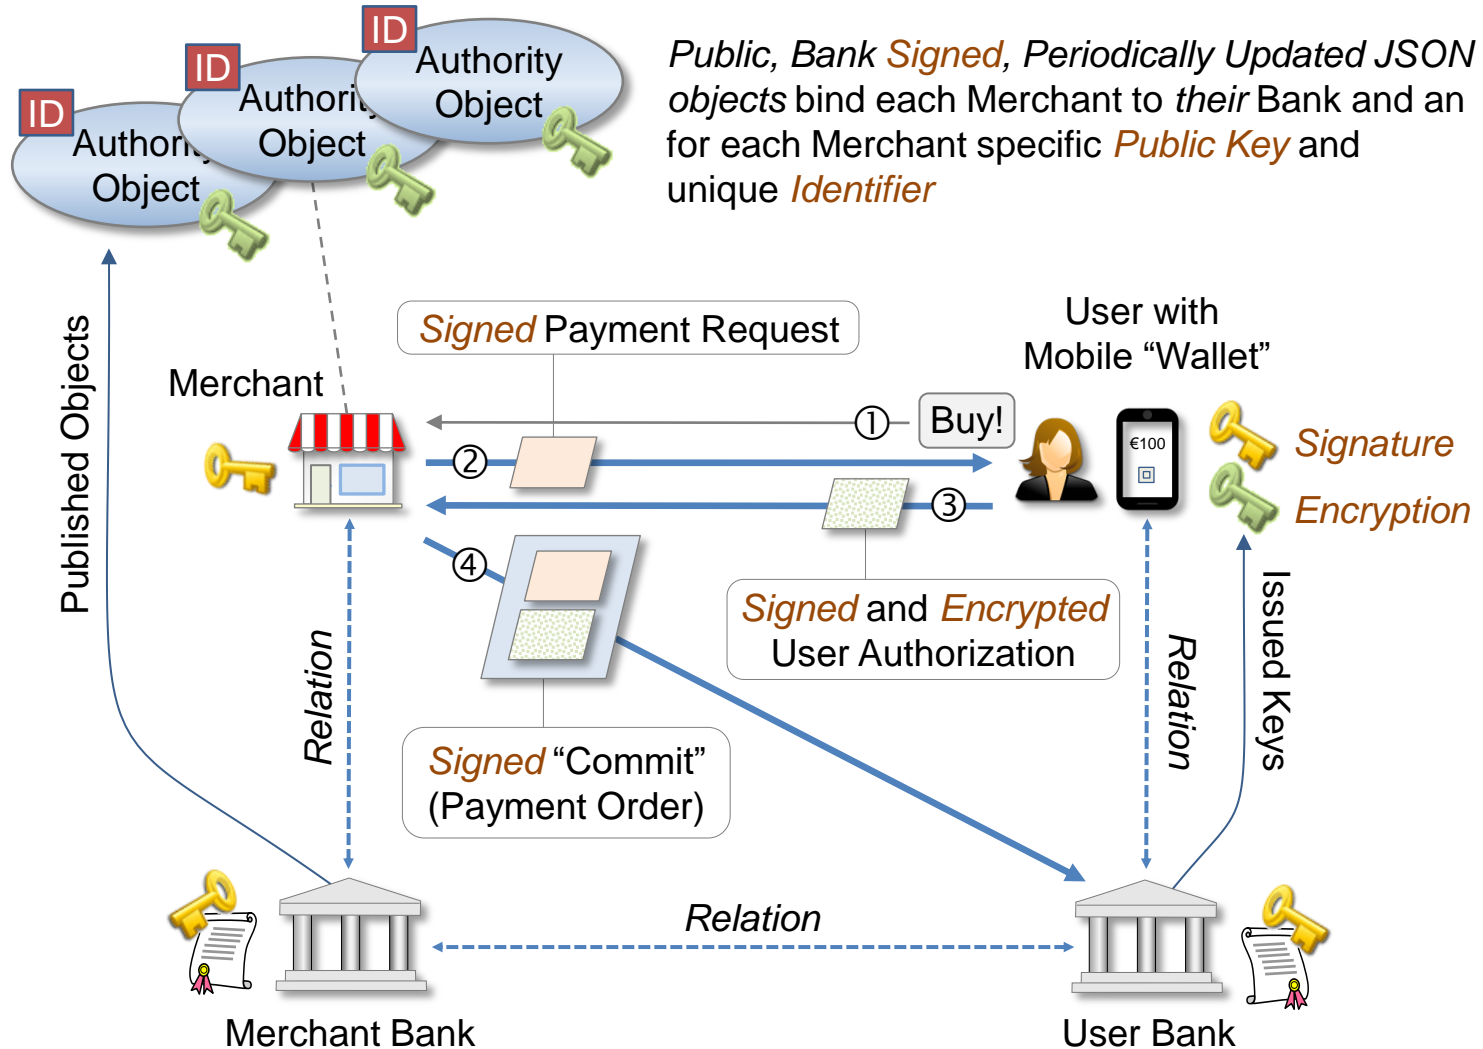 ID
Authority
Object
ID
Authority
Object
ID
Authority
Object
Public, Bank Signed, Periodically Updated JSON
objects bind each Merchant to their Bank and an
for each Merchant specific Public Key and
unique Identifier
Published Objects
Signed Payment Request
User with
Mobile “Wallet”
Merchant
① Buy!
€100
Signature
②
③
Encryption
④
Signed and Encrypted
User Authorization
Issued Keys
Relation
Relation
Signed “Commit”
(Payment Order)
Relation
Merchant Bank
User Bank